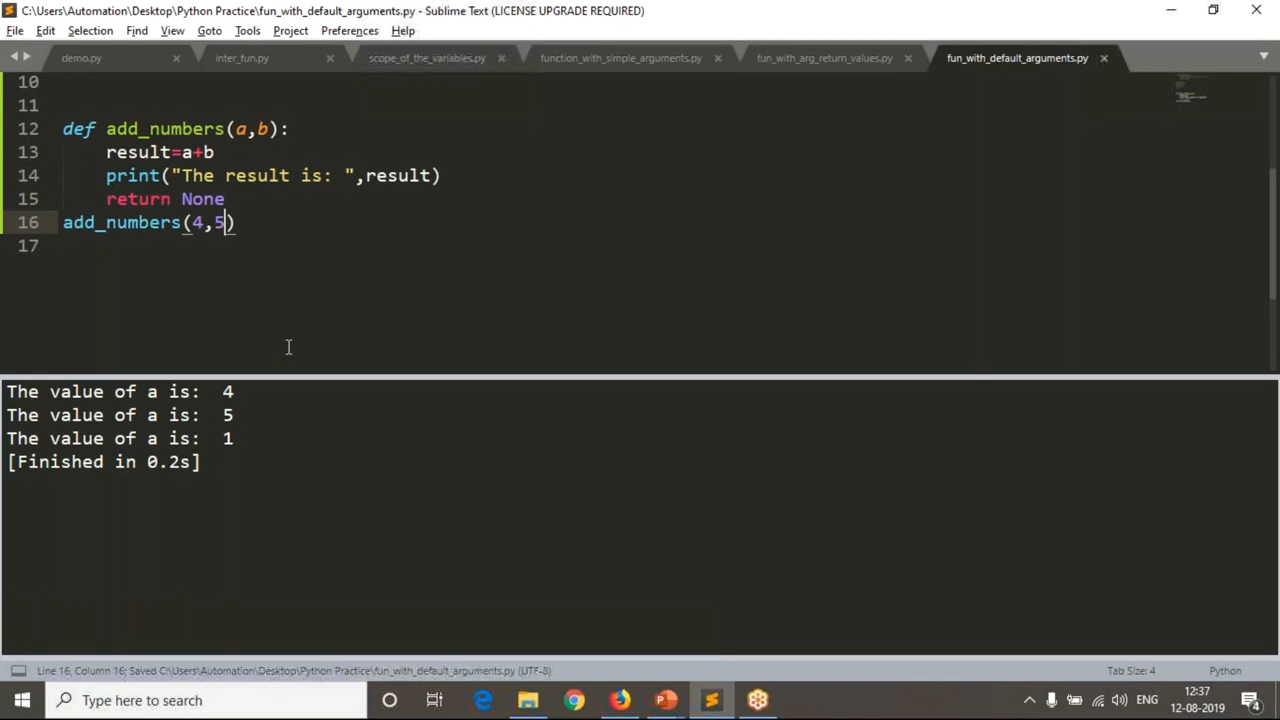 C:\Users\Automation\Desktop\Python Practice\fun_with_default_arguments.py - Sublime Text (LICENSE UPGRADE REQUIRED)
File Edit Selection Find View Goto Tools Project Preferences Help
demo.py inter_fun.py scope_of_the_variables.py function_with_simple_arguments.py fun_with_arg_return_values.py fun_with_default_arguments.py
10
11
12 def add_numbers(a,b):
13     result=a+b
14     print("The result is: ",result)
15     return None
16 add_numbers(4,5)
17
The value of a is:  4
The value of a is:  5
The value of a is:  1
[Finished in 0.2s]
Line 16, Column 16; Saved C:\Users\Automation\Desktop\Python Practice\fun_with_default_arguments.py (UTF-8) Tab Size: 4 Python
Type here to search ENG 12:37
12-08-2019 4